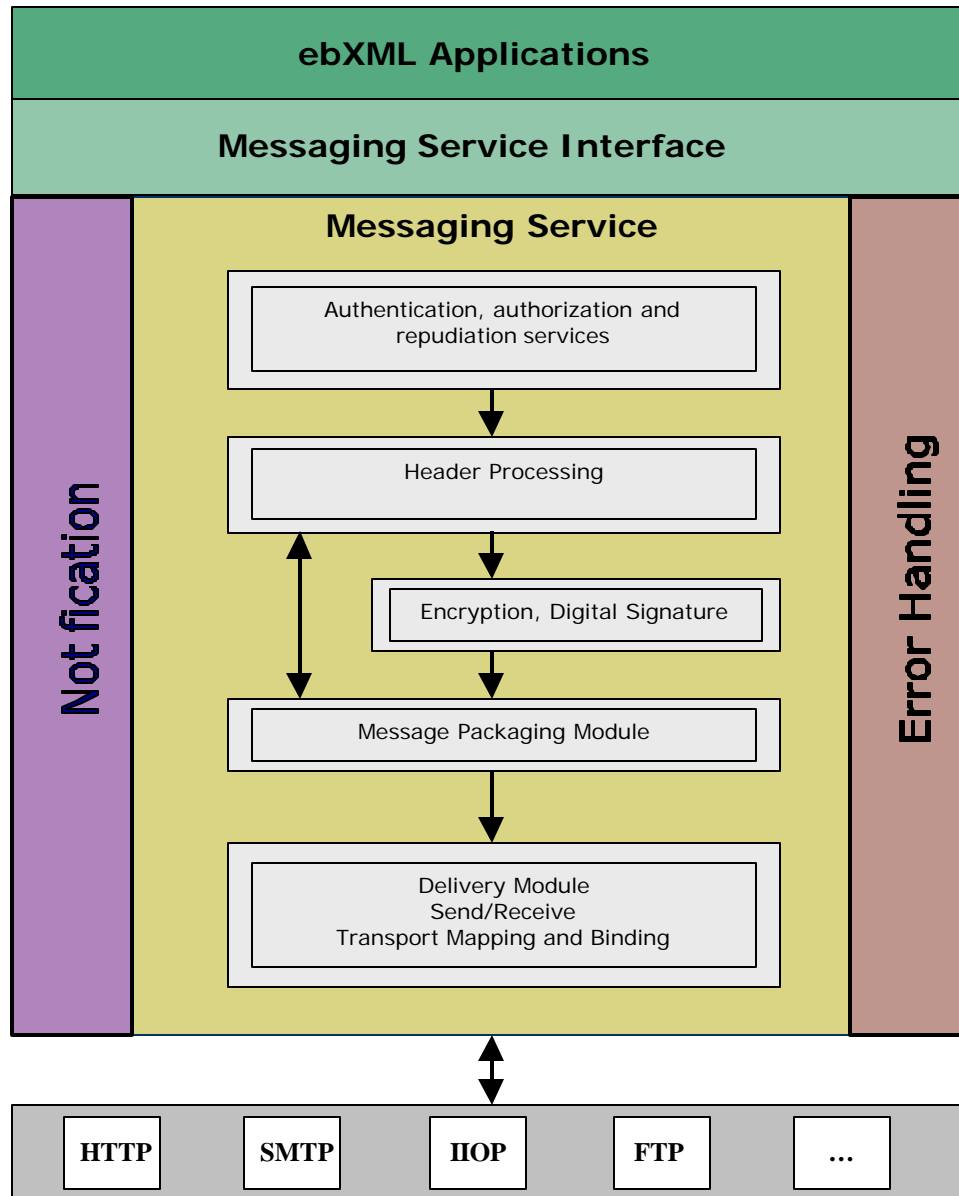 ebXML Applications
Messaging Service Interface
Messaging Service
Authentication, authorization and
repudiation services
Header Processing
Encryption, Digital Signature
Message Packaging Module
Delivery Module
Send/Receive
Transport Mapping and Binding
Not fication
Error Handling
HTTP
SMTP
IIOP
FTP
...